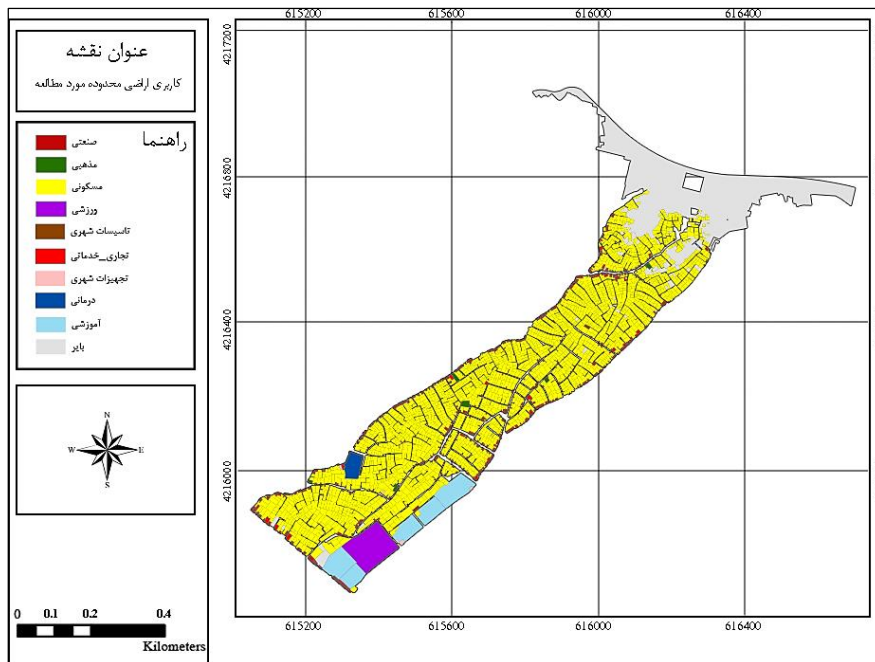 عنوان نقشه
کاربری اراضی محدوده مورد مطالعه
راهنما
صنعتی
مذهبی
مسکونی
ورزشی
تاسیسات شهری
تجاری_خدماتی
تجهیزات شهری
درمانی
آموزشی
بایر
N
W E
S
0 0.1 0.2 0.4
Kilometers
615200 615600 616000 616400
4217200
4216800
4216400
4216000
615200 615600 616000 616400